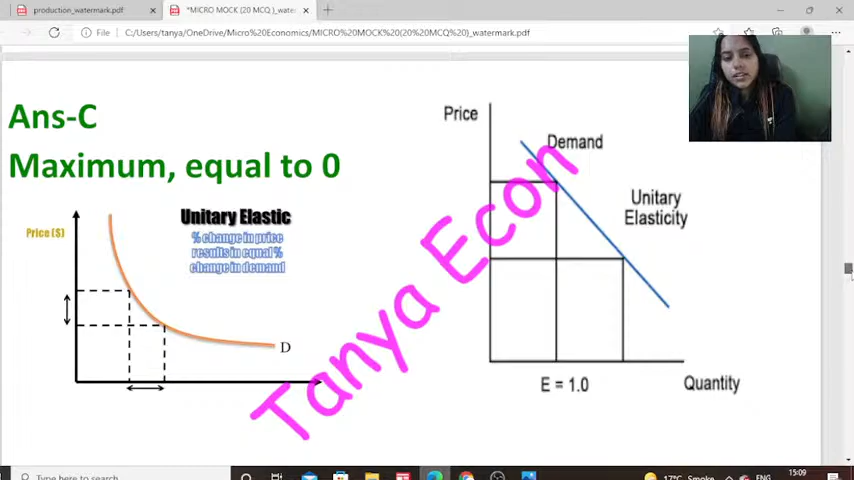 production_watermark.pdf
*MICRO MOCK (20 MCQ )_water
File
C:/Users/tanya/OneDrive/Micro%20Economics/MICRO%20MOCK%20(20%20MCQ%20)_watermark.pdf
Ans-C
Maximum, equal to 0
Price ($)
Unitary Elastic
% change in price
results in equal %
change in demand
D
Price
Demand
Unitary
Elasticity
E = 1.0
Quantity
Tanya Econ
Type here to search
17°C Smoke
ENG
15:09